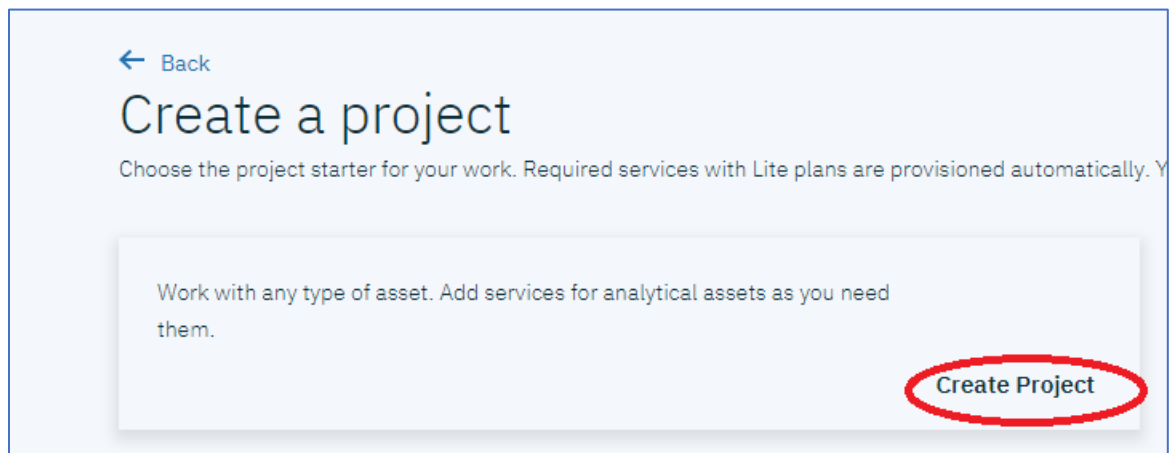 ← Back
Create a project
Choose the project starter for your work. Required services with Lite plans are provisioned automatically. Y
Work with any type of asset. Add services for analytical assets as you need
them.
Create Project